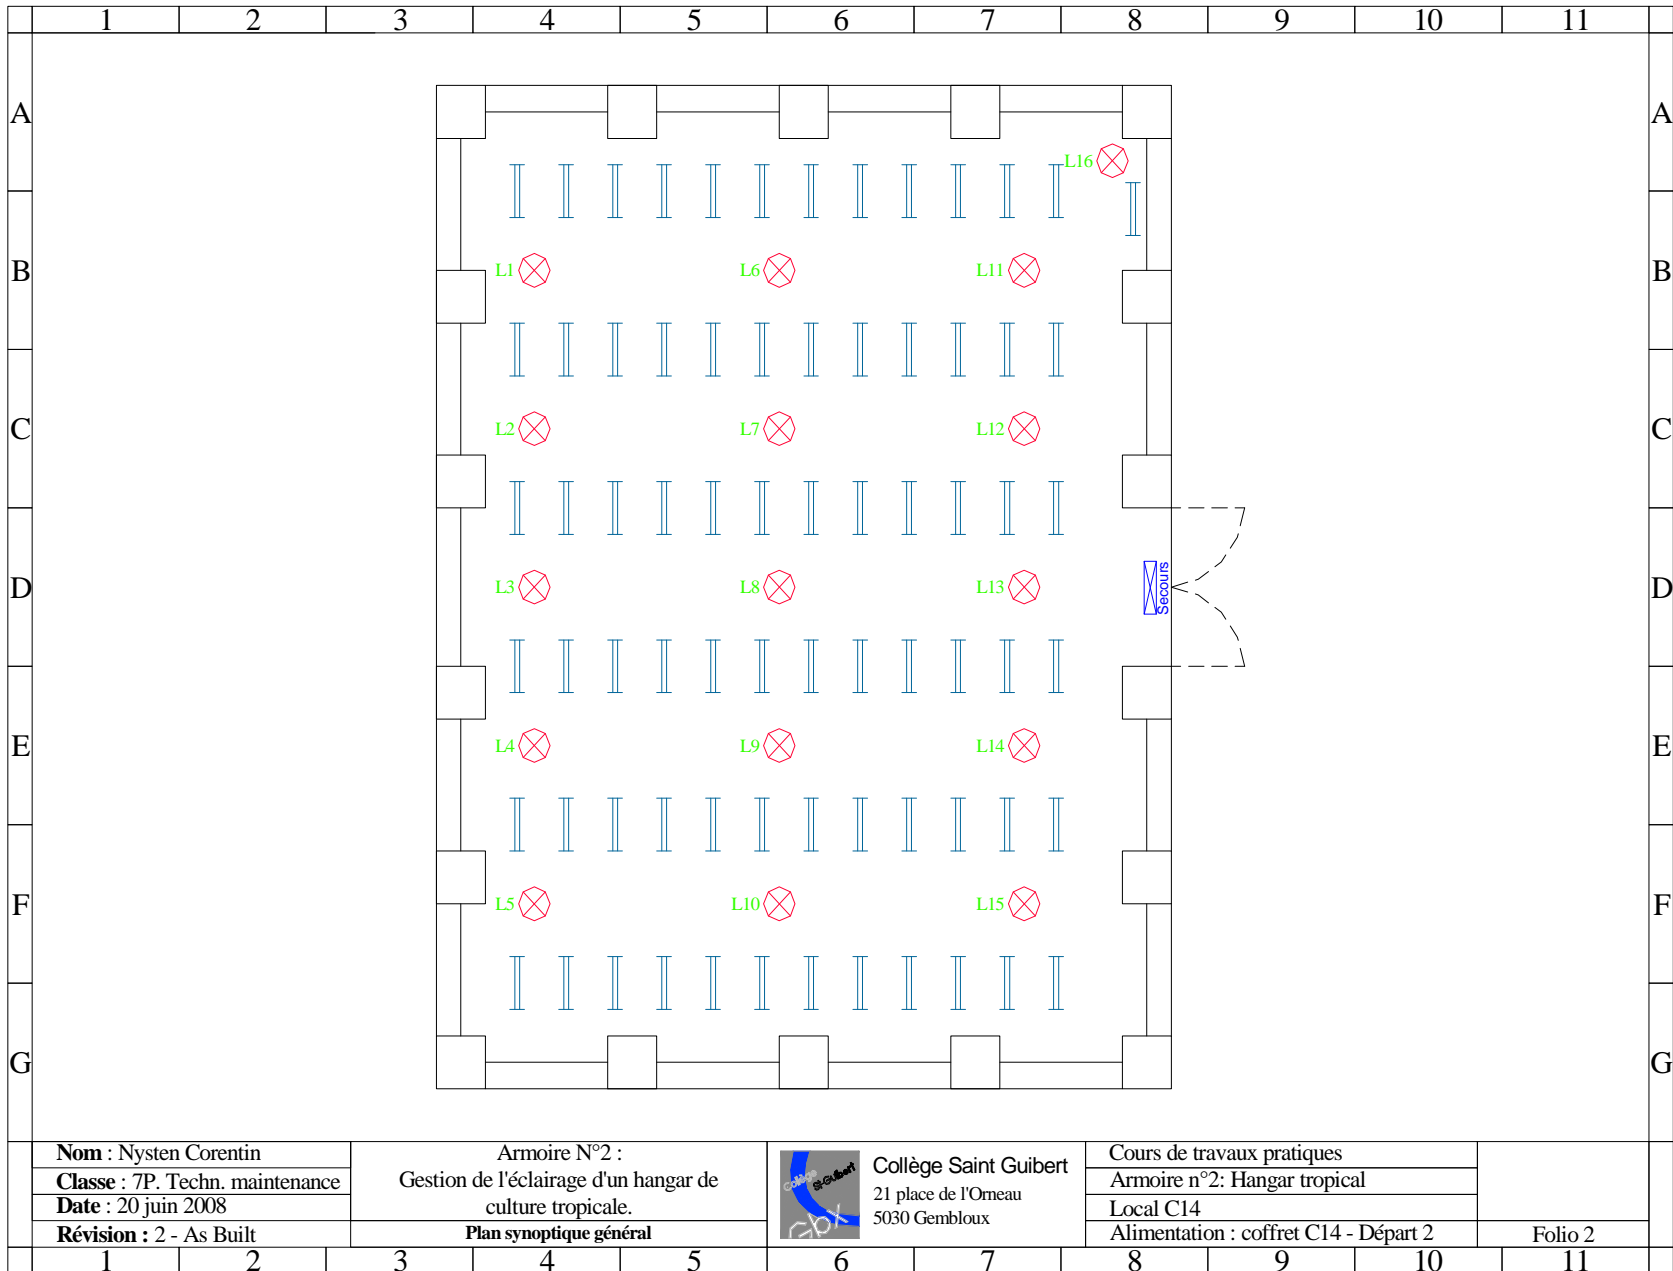 1 2 3 4 5 6 7 8 9 10 11
A A
L16
B L1 L6 L11 B
C L2 L7 L12 C
D L3 L8 L13 Secours D
E L4 L9 L14 E
F L5 L10 L15 F
G G
Nom : Nysten Corentin
Classe : 7P. Techn. maintenance
Date : 20 juin 2008
Révision : 2 - As Built
Armoire N°2 :
Gestion de l'éclairage d'un hangar de
culture tropicale.
Plan synoptique général
Collège
St-Guibert
Gbx
Collège Saint Guibert
21 place de l'Orneau
5030 Gembloux
Cours de travaux pratiques
Armoire n°2: Hangar tropical
Local C14
Alimentation : coffret C14 - Départ 2
Folio 2
1 2 3 4 5 6 7 8 9 10 11